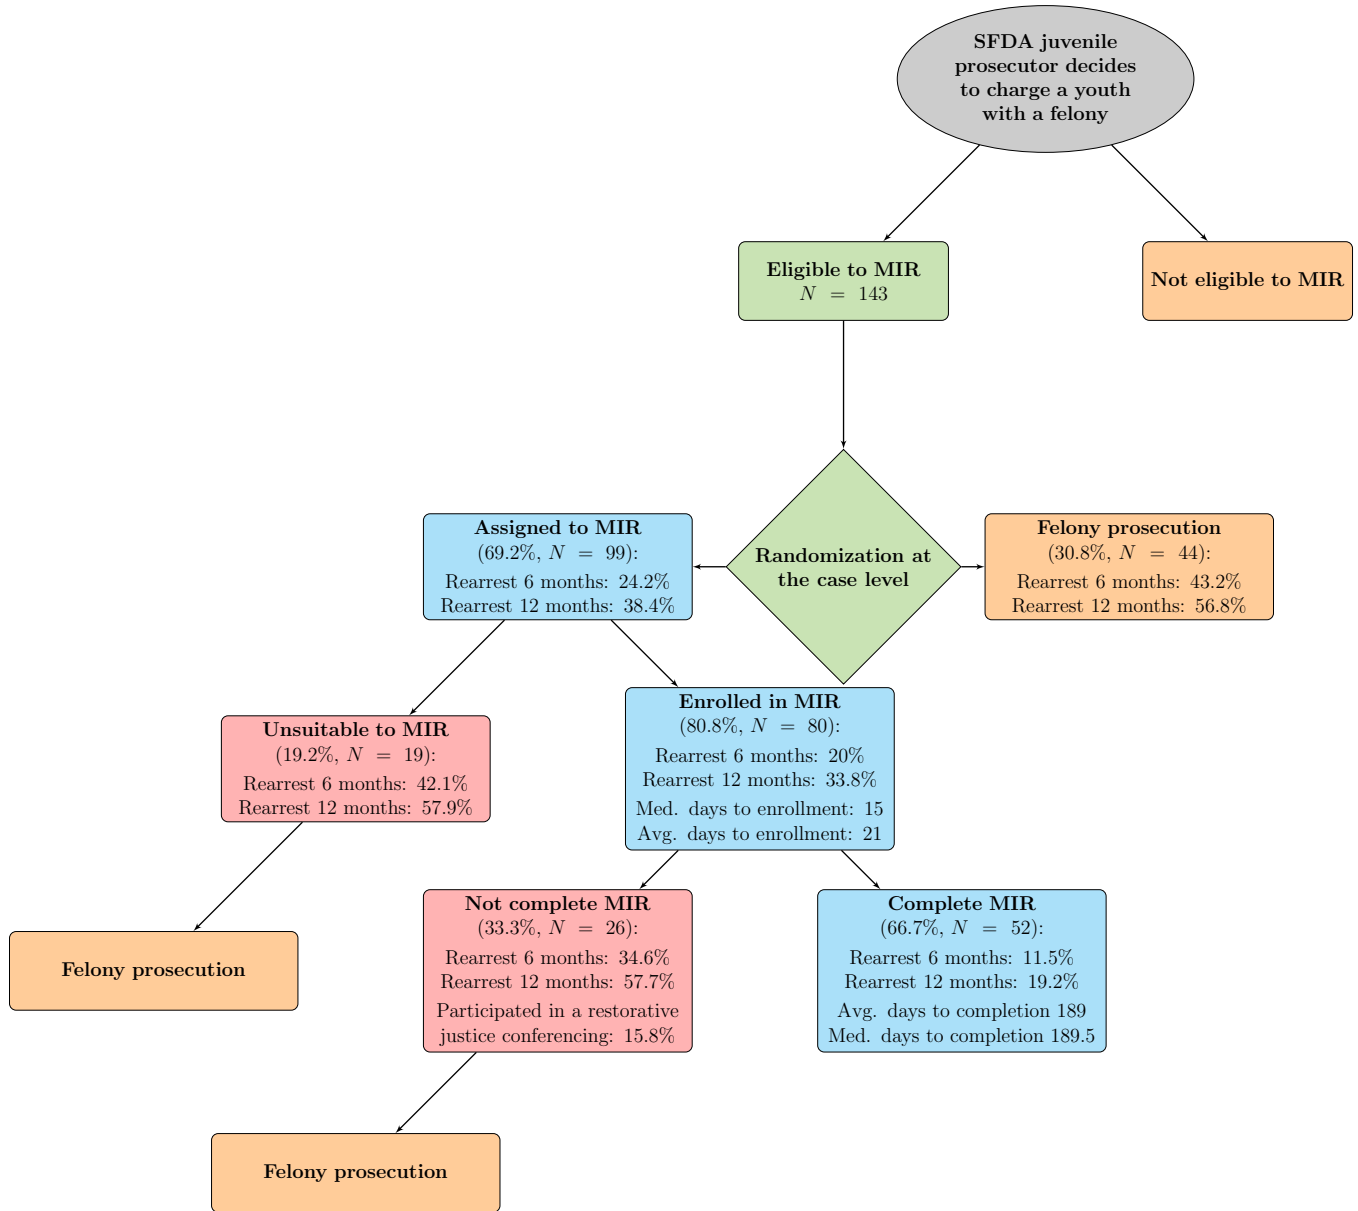 SFDA juvenile
prosecutor decides
to charge a youth
with a felony
Eligible to MIR
N = 143
Not eligible to MIR
Randomization at
the case level
Assigned to MIR
(69.2%, N = 99):
Rearrest 6 months: 24.2%
Rearrest 12 months: 38.4%
Felony prosecution
(30.8%, N = 44):
Rearrest 6 months: 43.2%
Rearrest 12 months: 56.8%
Unsuitable to MIR
(19.2%, N = 19):
Rearrest 6 months: 42.1%
Rearrest 12 months: 57.9%
Enrolled in MIR
(80.8%, N = 80):
Rearrest 6 months: 20%
Rearrest 12 months: 33.8%
Med. days to enrollment: 15
Avg. days to enrollment: 21
Felony prosecution
Not complete MIR
(33.3%, N = 26):
Rearrest 6 months: 34.6%
Rearrest 12 months: 57.7%
Participated in a restorative
justice conferencing: 15.8%
Complete MIR
(66.7%, N = 52):
Rearrest 6 months: 11.5%
Rearrest 12 months: 19.2%
Avg. days to completion 189
Med. days to completion 189.5
Felony prosecution